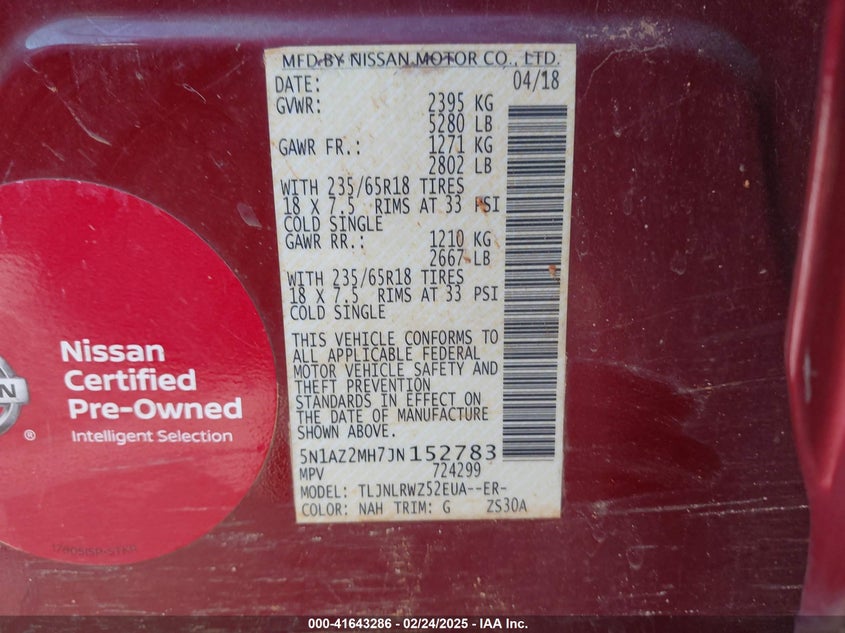 MFD BY NISSAN MOTOR CO., LTD.
DATE: 04/18
GVWR: 2395 KG
5280 LB
GAWR FR.: 1271 KG
2802 LB
WITH 235/65R18 TIRES
18 X 7.5 RIMS AT 33 PSI
COLD SINGLE
GAWR RR.: 1210 KG
2667 LB
WITH 235/65R18 TIRES
18 X 7.5 RIMS AT 33 PSI
COLD SINGLE
THIS VEHICLE CONFORMS TO
ALL APPLICABLE FEDERAL
MOTOR VEHICLE SAFETY AND
THEFT PREVENTION
STANDARDS IN EFFECT ON
THE DATE OF MANUFACTURE
SHOWN ABOVE.
5N1AZ2MH7JN152783
MPV 724299
MODEL: TLJNLRWZ52EUA--ER-
COLOR: NAH TRIM: G ZS30A
Nissan
Certified
Pre-Owned
Intelligent Selection
®
000-41643286 - 02/24/2025 - IAA Inc.